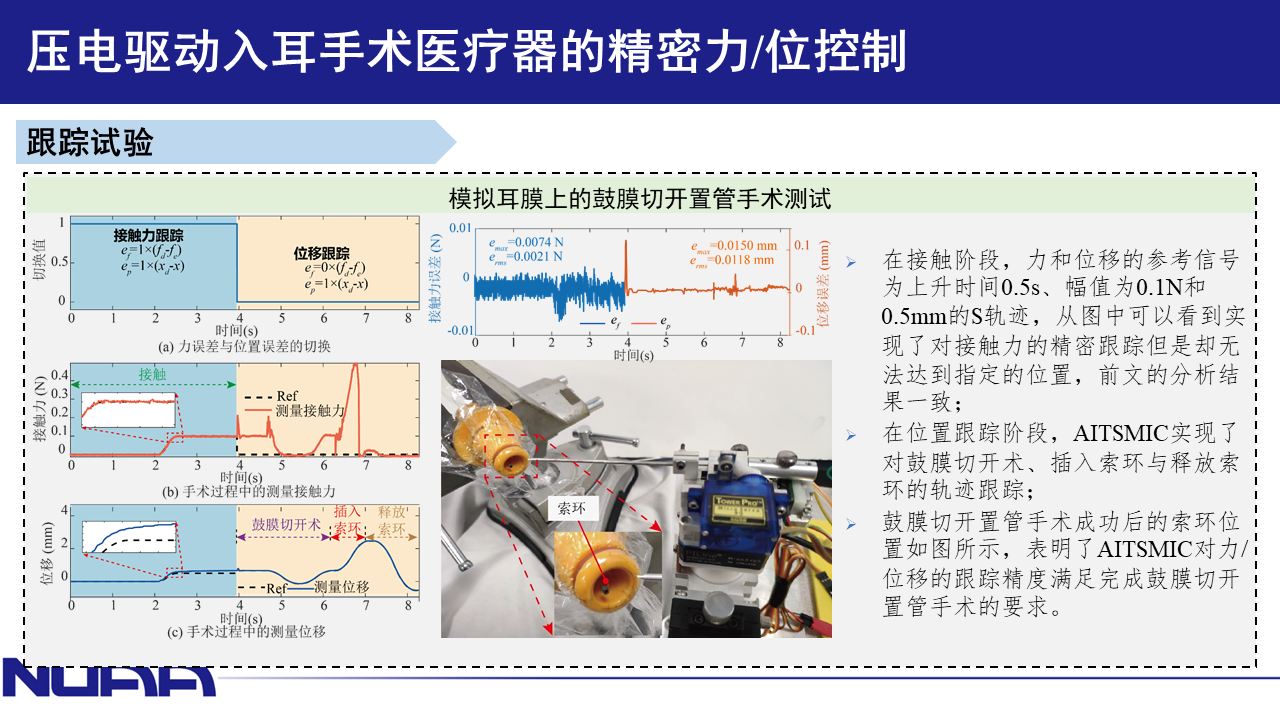 压电驱动入耳手术医疗器的精密力/位控制
跟踪试验
模拟耳膜上的鼓膜切开置管手术测试
切换值
1
0.5
0
接触力跟踪
e_f=1×(f_d-f_e)
e_p=1×(x_d-x)
位移跟踪
e_f=0×(f_d-f_e)
e_p=1×(x_d-x)
0 1 2 3 4 5 6 7 8
时间(s)
(a) 力误差与位置误差的切换
接触力 (N)
0.4
0.3
0.2
0.1
0
接触
Ref
测量接触力
0 1 2 3 4 5 6 7 8
时间(s)
(b) 手术过程中的测量接触力
位移 (mm)
4
2
0
鼓膜切开术
插入
索环
释放
索环
Ref
测量位移
0 1 2 3 4 5 6 7 8
时间(s)
(c) 手术过程中的测量位移
接触力误差 (N)
0.01
0
-0.01
e_max=0.0074 N
e_rms=0.0021 N
e_max=0.0150 mm
e_rms=0.0118 mm
e_f
e_p
0.1
0
-0.1
位移误差 (mm)
0 1 2 3 4 5 6 7 8
时间(s)
索环
TOWER PRO
在接触阶段，力和位移的参考信号
为上升时间0.5s、幅值为0.1N和
0.5mm的S轨迹，从图中可以看到实
现了对接触力的精密跟踪但是却无
法达到指定的位置，前文的分析结
果一致；
在位置跟踪阶段，AITSMIC实现了
对鼓膜切开术、插入索环与释放索
环的轨迹跟踪；
鼓膜切开置管手术成功后的索环位
置如图所示，表明了AITSMIC对力/
位移的跟踪精度满足完成鼓膜切开
置管手术的要求。
NUAA